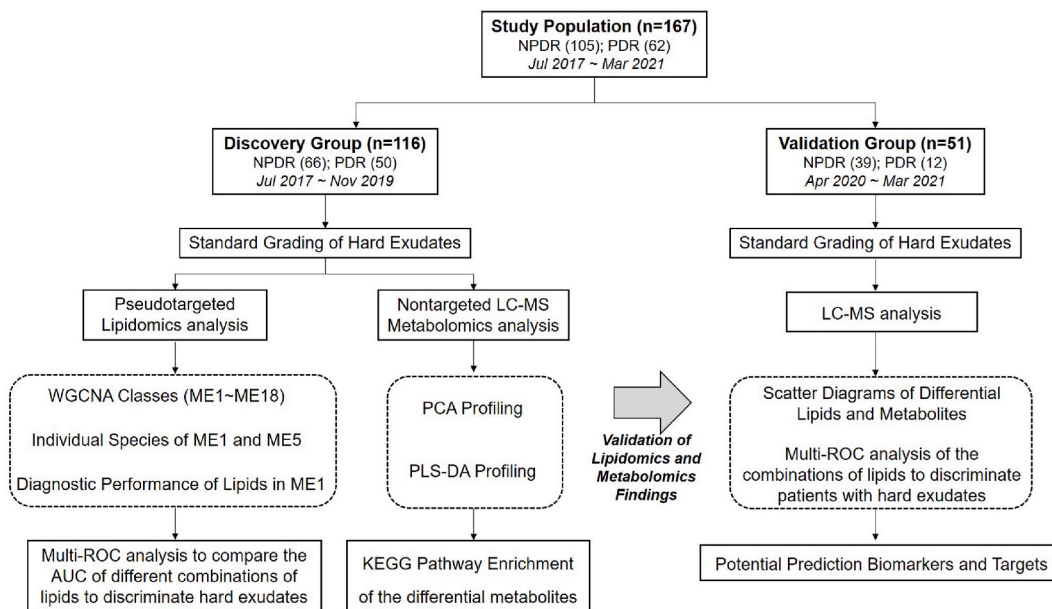 Study Population (n=167)
NPDR (105); PDR (62)
Jul 2017 ~ Mar 2021
Discovery Group (n=116)
NPDR (66); PDR (50)
Jul 2017 ~ Nov 2019
Validation Group (n=51)
NPDR (39); PDR (12)
Apr 2020 ~ Mar 2021
Standard Grading of Hard Exudates
Standard Grading of Hard Exudates
Pseudotargeted
Lipidomics analysis
Nontargeted LC-MS
Metabolomics analysis
LC-MS analysis
WGCNA Classes (ME1~ME18)
Individual Species of ME1 and ME5
Diagnostic Performance of Lipids in ME1
PCA Profiling
PLS-DA Profiling
Validation of
Lipidomics and
Metabolomics
Findings
Scatter Diagrams of Differential
Lipids and Metabolites
Multi-ROC analysis of the
combinations of lipids to discriminate
patients with hard exudates
Multi-ROC analysis to compare the
AUC of different combinations of
lipids to discriminate hard exudates
KEGG Pathway Enrichment
of the differential metabolites
Potential Prediction Biomarkers and Targets